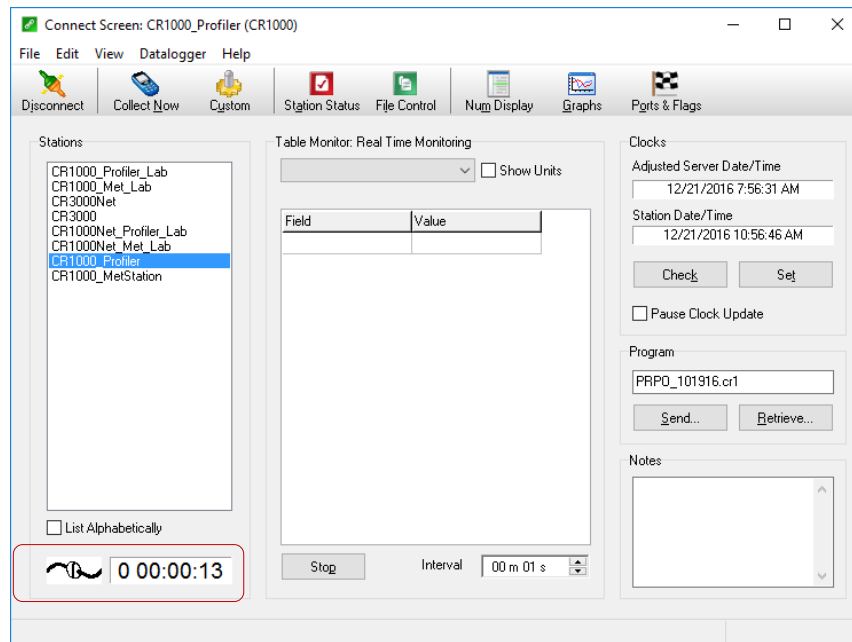 Connect Screen: CR1000_Profiler (CR1000)
File Edit View Datalogger Help
Disconnect Collect Now Custom Station Status File Control Num Display Graphs Ports & Flags
Stations
CR1000_Profiler_Lab
CR1000_Met_Lab
CR3000Net
CR3000
CR1000Net_Profiler_Lab
CR1000Net_Met_Lab
CR1000_Profiler
CR1000_MetStation
List Alphabetically
0 00:00:13
Table Monitor: Real Time Monitoring
Show Units
Field Value
Stop Interval 00 m 01 s
Clocks
Adjusted Server Date/Time
12/21/2016 7:56:31 AM
Station Date/Time
12/21/2016 10:56:46 AM
Check Set
Pause Clock Update
Program
PRPO_101916.cr1
Send... Retrieve...
Notes